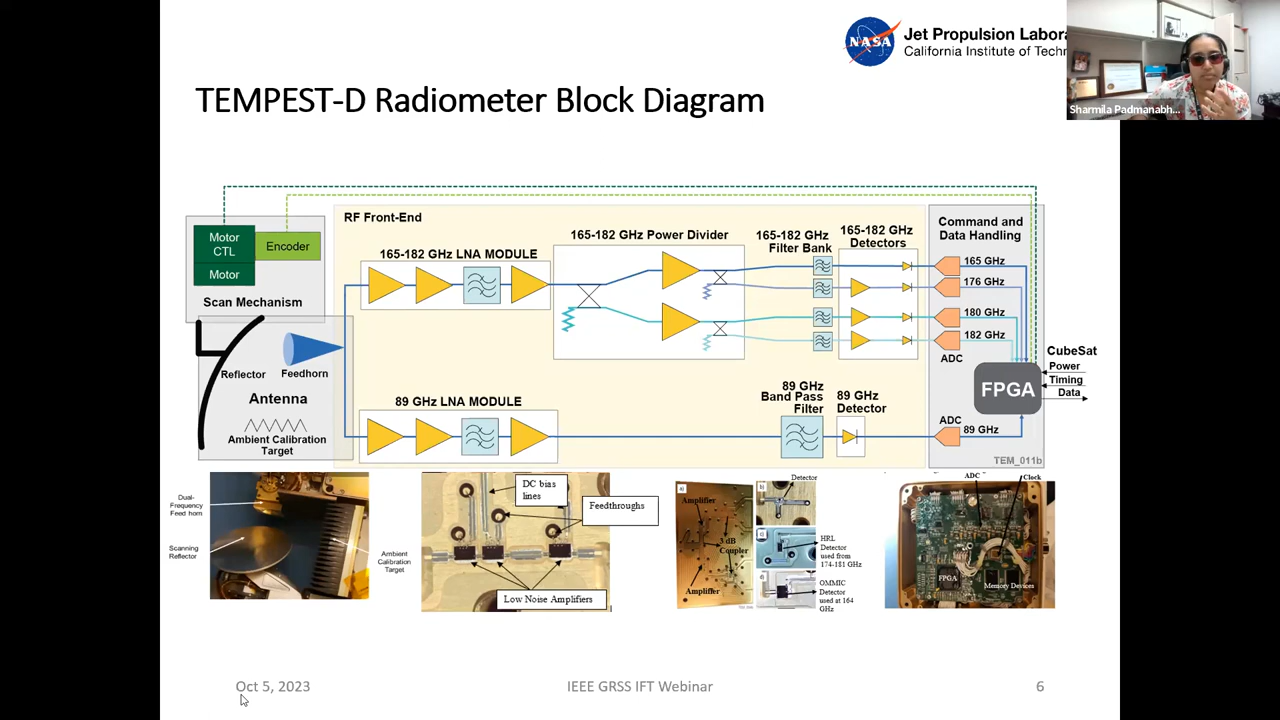 NASA
Jet Propulsion Labora
California Institute of Techn
Sharmila Padmanabh...
TEMPEST-D Radiometer Block Diagram
RF Front-End
Motor
CTL
Encoder
Motor
Scan Mechanism
165-182 GHz LNA MODULE
165-182 GHz Power Divider
165-182 GHz
Filter Bank
165-182 GHz
Detectors
Command and
Data Handling
165 GHz
176 GHz
180 GHz
182 GHz
ADC
CubeSat
Power
Timing
Data
FPGA
Reflector
Feedhorn
Antenna
Ambient Calibration
Target
89 GHz LNA MODULE
89 GHz
Band Pass
Filter
89 GHz
Detector
ADC
89 GHz
TEM_011b
Dual-
Frequency
Feed horn
Scanning
Reflector
Ambient
Calibration
Target
DC bias
lines
Feedthroughs
Low Noise Amplifiers
a)
Amplifier
3 dB
Coupler
Amplifier
b)
Detector
HRL
Detector
used from
174-181 GHz
OMMIC
Detector
used at 164
GHz
ADC
Clock
FPGA
Memory Devices
Oct 5, 2023
IEEE GRSS IFT Webinar
6